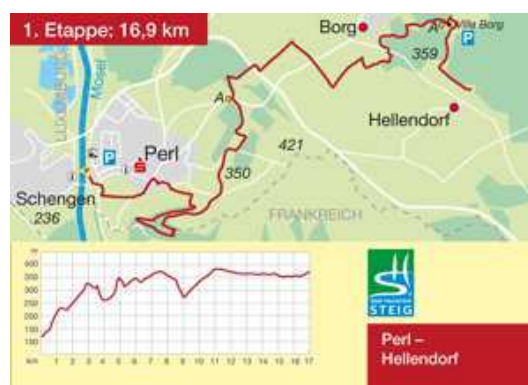 1. Etappe: 16,9 km
Borg
Villa Borg
A
P
359
LUXEMBOURG
Mosel
A
Hellendorf
P
Perl
421
350
Schengen
236
FRANKREICH
m
400
350
300
250
200
150
100
km 1 2 3 4 5 6 7 8 9 10 11 12 13 14 15 16 17
STEIG
Perl –
Hellendorf